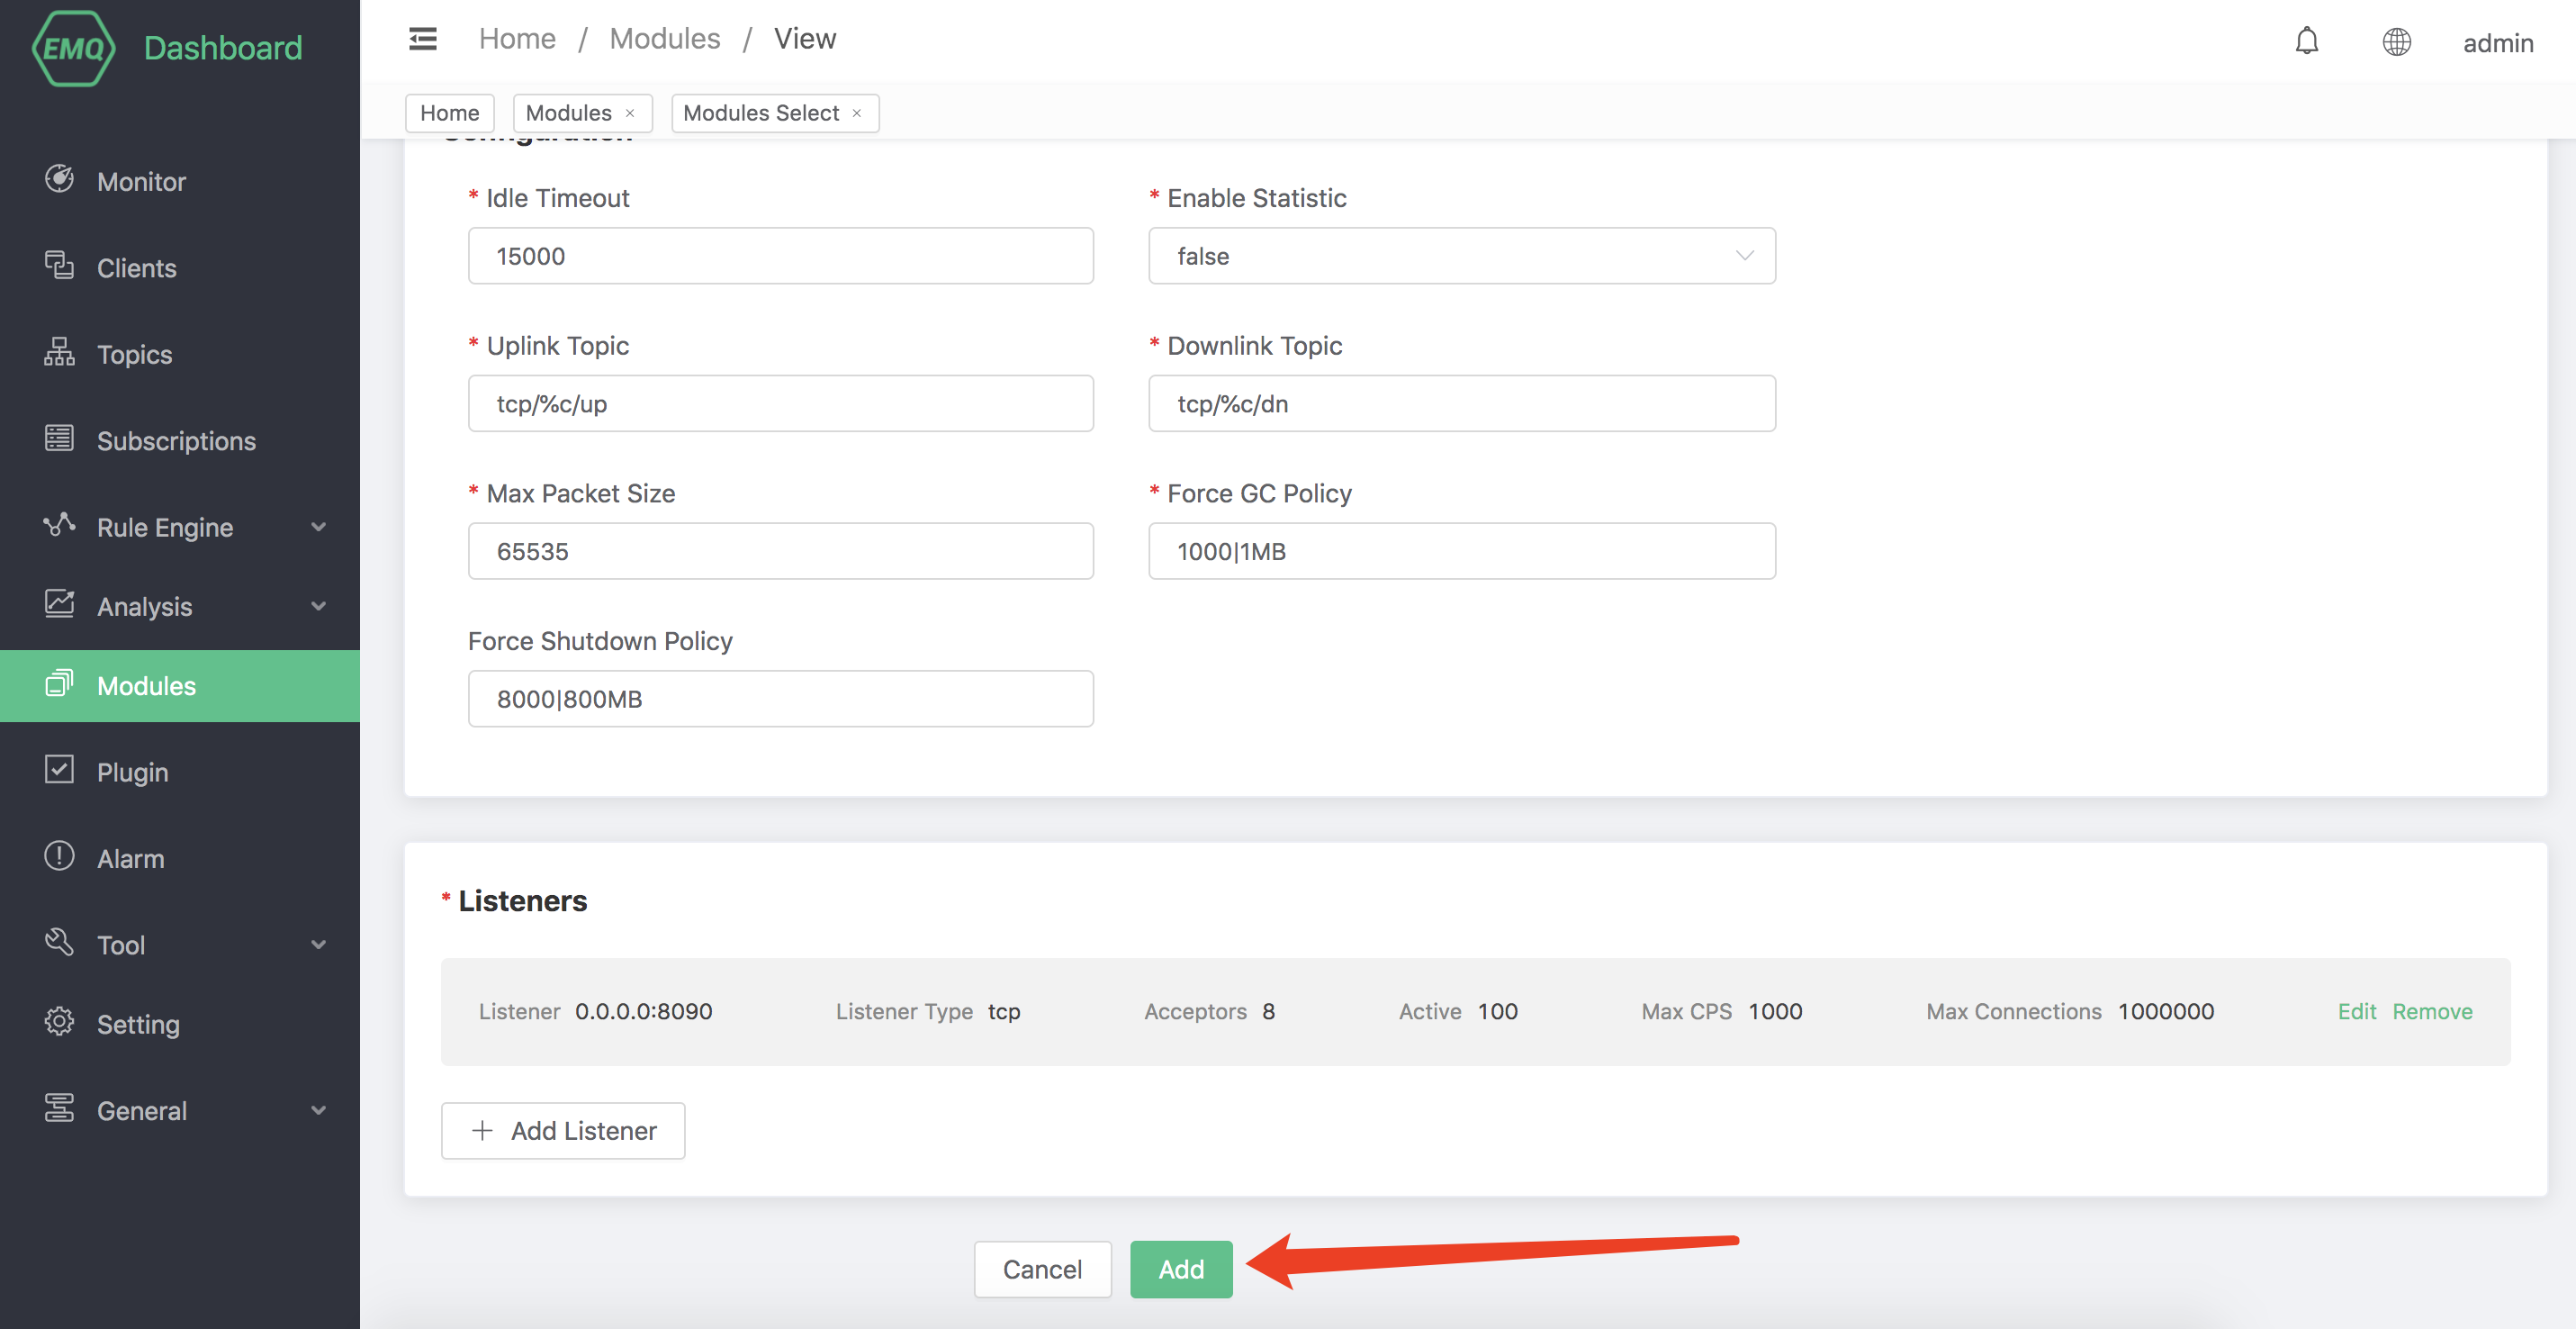 EMQ Dashboard
Home / Modules / View
admin
Home
Modules ×
Modules Select ×
Configuration
Monitor
Clients
Topics
Subscriptions
Rule Engine
Analysis
Modules
Plugin
Alarm
Tool
Setting
General
* Idle Timeout
15000
* Enable Statistic
false
* Uplink Topic
tcp/%c/up
* Downlink Topic
tcp/%c/dn
* Max Packet Size
65535
* Force GC Policy
1000|1MB
Force Shutdown Policy
8000|800MB
* Listeners
Listener 0.0.0.0:8090 Listener Type tcp Acceptors 8 Active 100 Max CPS 1000 Max Connections 1000000 Edit Remove
+ Add Listener
Cancel
Add